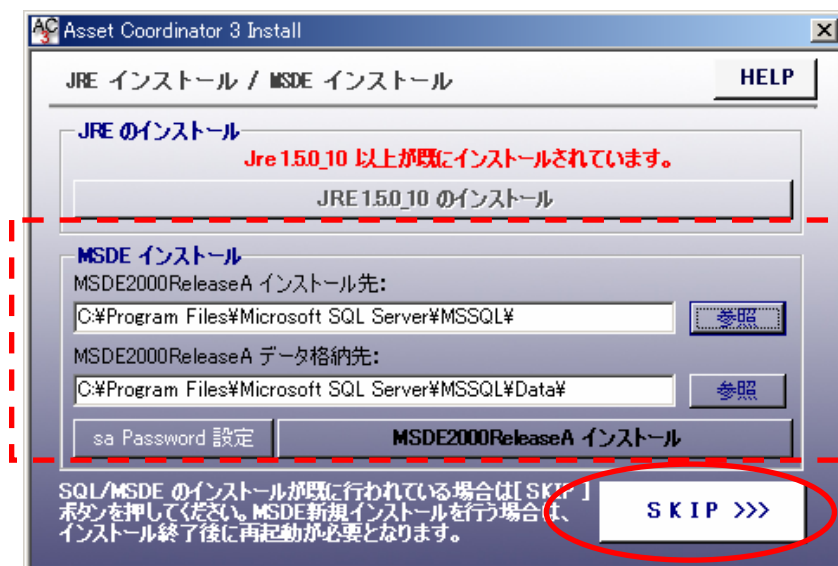 Asset Coordinator 3 Install
JRE インストール / MSDE インストール
HELP
JRE のインストール
Jre 1.5.0_10 以上が既にインストールされています。
JRE 1.5.0_10 のインストール
MSDE インストール
MSDE2000ReleaseA インストール先:
C:¥Program Files¥Microsoft SQL Server¥MSSQL¥
参照
MSDE2000ReleaseA データ格納先:
C:¥Program Files¥Microsoft SQL Server¥MSSQL¥Data¥
参照
sa Password 設定
MSDE2000ReleaseA インストール
SQL/MSDE のインストールが既に行われている場合は[ SKIP ]
ボタンを押してください。MSDE新規インストールを行う場合は、
インストール終了後に再起動が必要となります。
S K I P >>>